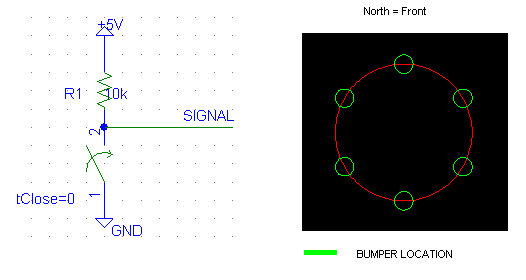 +5V
R1 10k
SIGNAL
2
1
tClose=0
GND
North = Front
BUMPER LOCATION